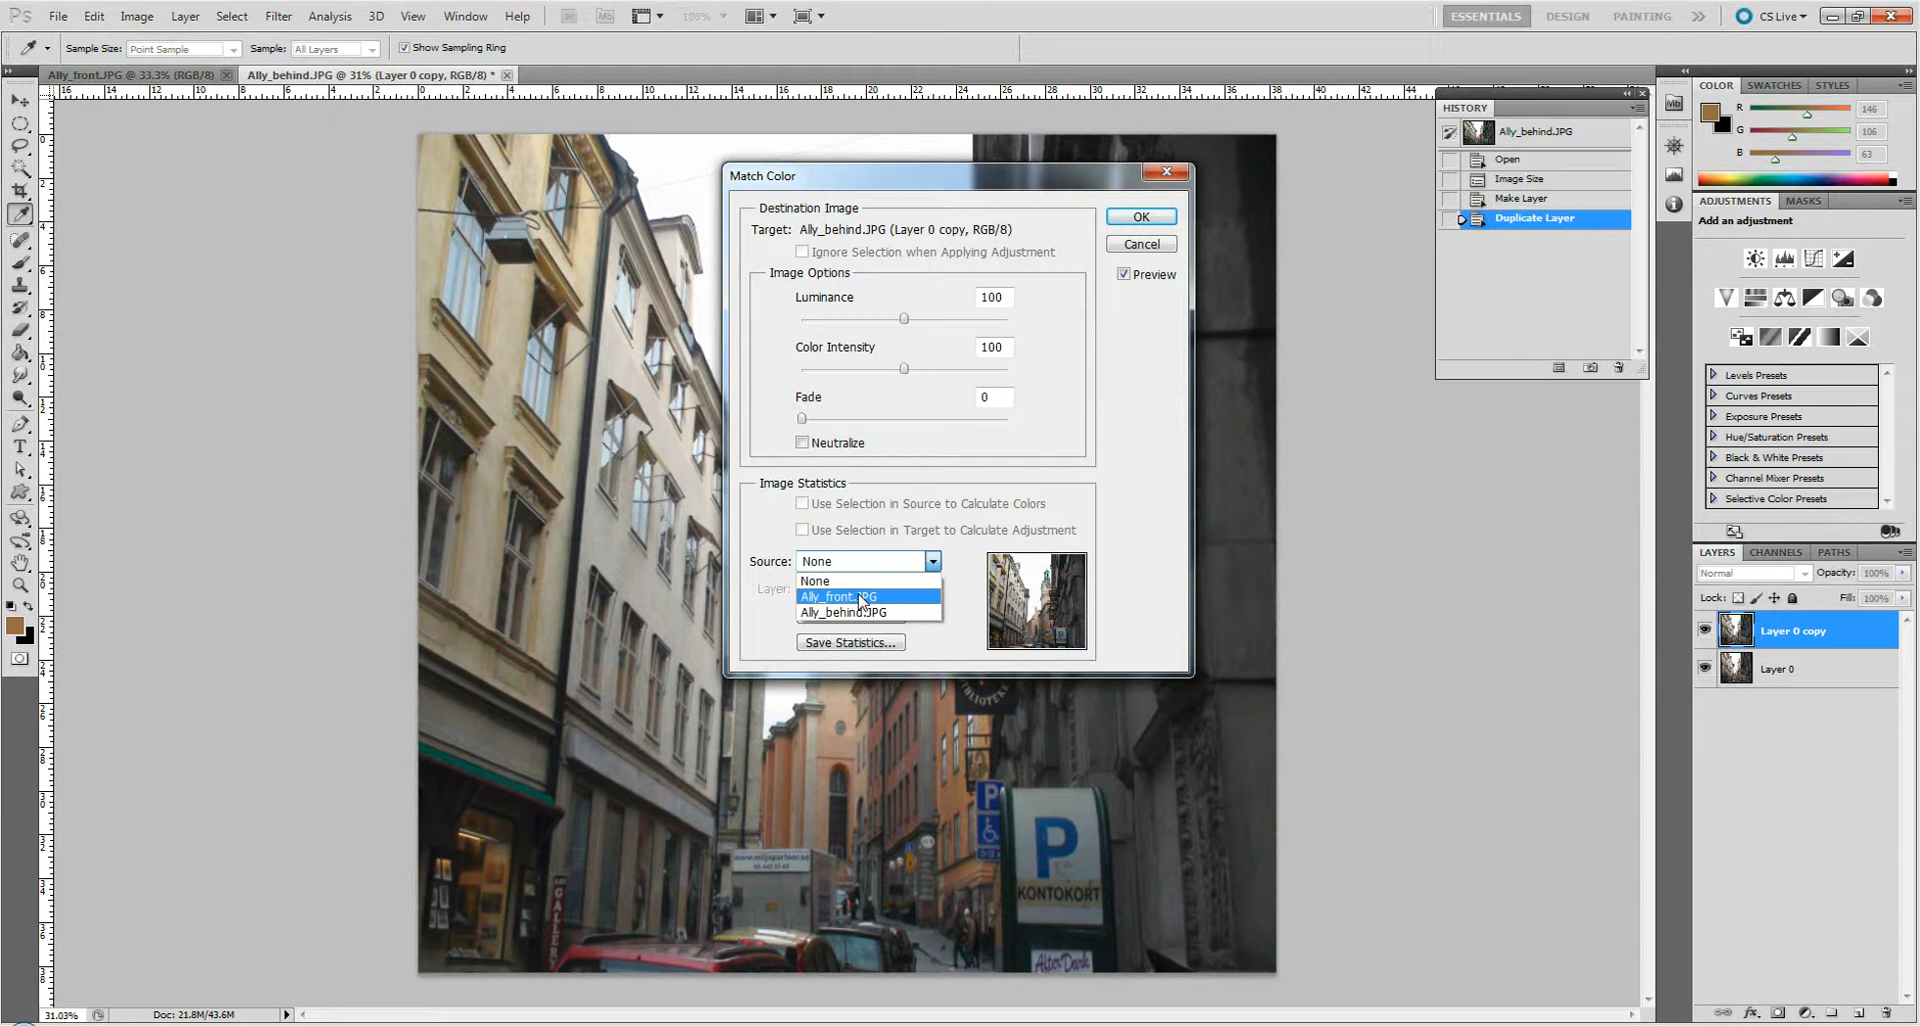 Ps File Edit Image Layer Select Filter Analysis 3D View Window Help Br Mb 100% ESSENTIALS DESIGN PAINTING CS Live
Sample Size: Point Sample Sample: All Layers Show Sampling Ring
Ally_front.JPG @ 33.3% (RGB/8) Ally_behind.JPG @ 31% (Layer 0 copy, RGB/8) *
HISTORY
Ally_behind.JPG
Open
Image Size
Make Layer
Duplicate Layer
Mb
COLOR SWATCHES STYLES
R 146
G 106
B 63
ADJUSTMENTS MASKS
Add an adjustment
Levels Presets
Curves Presets
Exposure Presets
Hue/Saturation Presets
Black & White Presets
Channel Mixer Presets
Selective Color Presets
LAYERS CHANNELS PATHS
Normal Opacity: 100%
Lock: Fill: 100%
Layer 0 copy
Layer 0
Match Color
Destination Image
Target: Ally_behind.JPG (Layer 0 copy, RGB/8)
Ignore Selection when Applying Adjustment
Image Options
Luminance 100
Color Intensity 100
Fade 0
Neutralize
OK
Cancel
Preview
Image Statistics
Use Selection in Source to Calculate Colors
Use Selection in Target to Calculate Adjustment
Source: None
None
Layer: Ally_front.JPG
Ally_behind.JPG
Save Statistics...
BIBLIOTEK
www.miljopartner.se
P
P
KONTOKORT
ART GALLERI
After Dark
31.03% Doc: 21.8M/43.6M